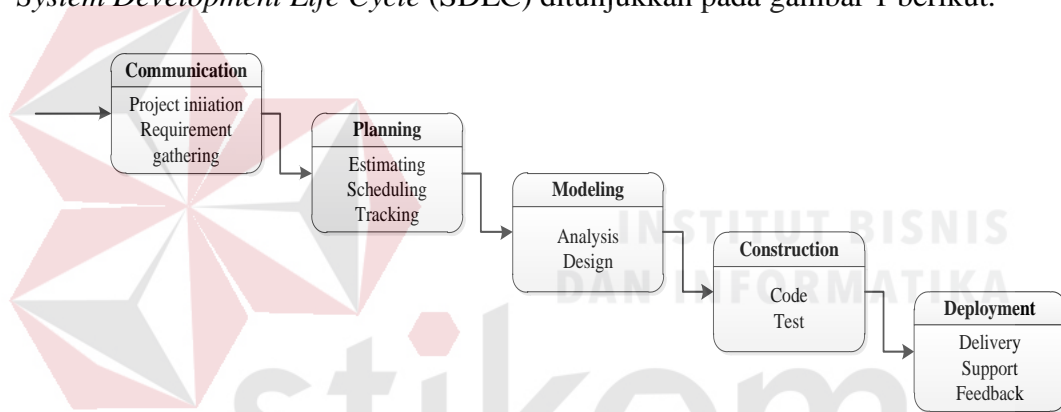 System Development Life Cycle (SDLC) ditunjukkan pada gambar 1 berikut.
Communication
Project iniiation
Requirement
gathering
Planning
Estimating
Scheduling
Tracking
Modeling
Analysis
Design
Construction
Code
Test
Deployment
Delivery
Support
Feedback
INSTITUT BISNIS
DAN INFORMATIKA
stikom